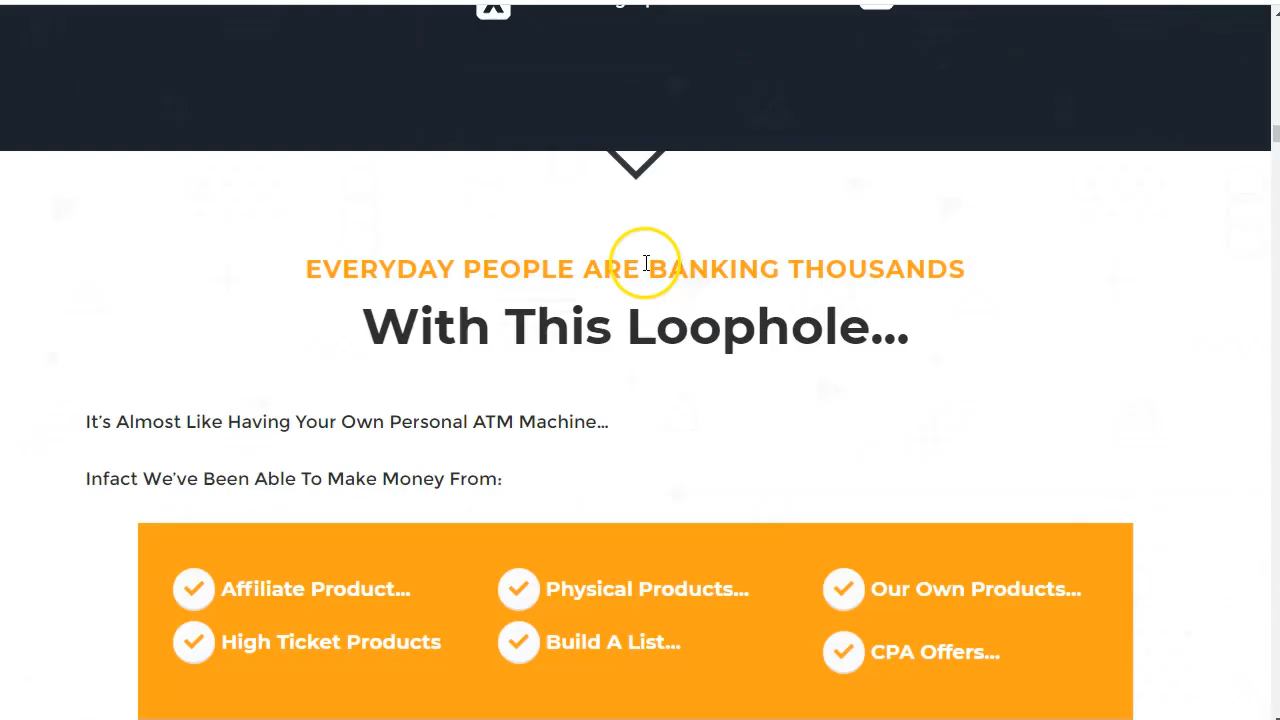 EVERYDAY PEOPLE ARE BANKING THOUSANDS
With This Loophole...
It's Almost Like Having Your Own Personal ATM Machine...
Infact We've Been Able To Make Money From:
Affiliate Product...
Physical Products...
Our Own Products...
High Ticket Products
Build A List...
CPA Offers...